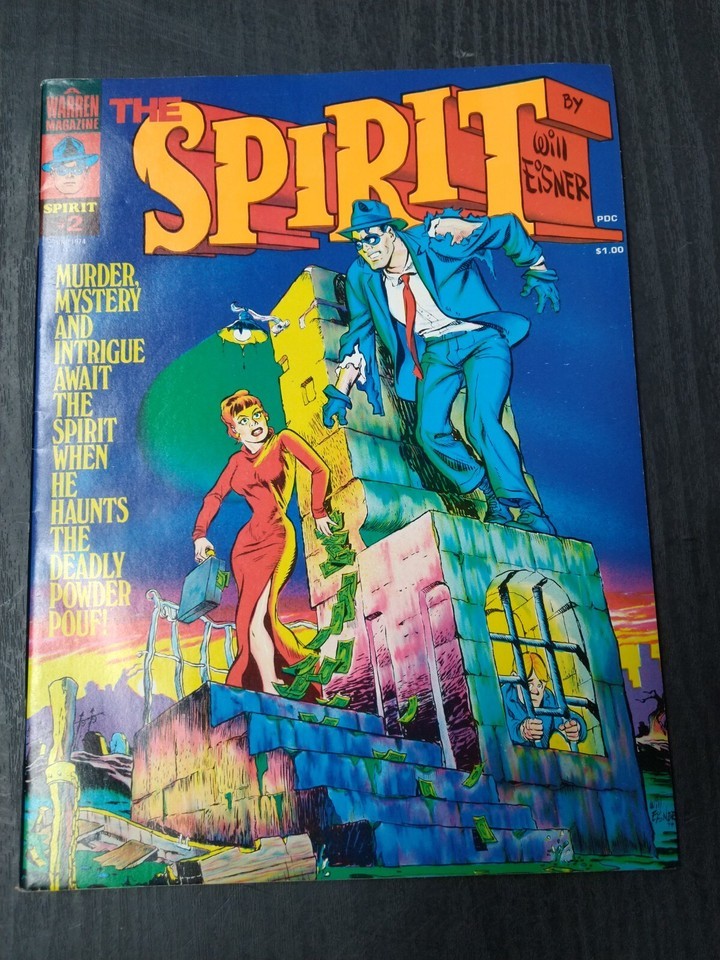 WARREN
MAGAZINE
SPIRIT
2
1974
THE
SPIRIT
BY
Will
EISNER
PDC
$1.00
MURDER,
MYSTERY
AND
INTRIGUE
AWAIT
THE
SPIRIT
WHEN
HE
HAUNTS
THE
DEADLY
POWDER
POUF!
Will
EISNER